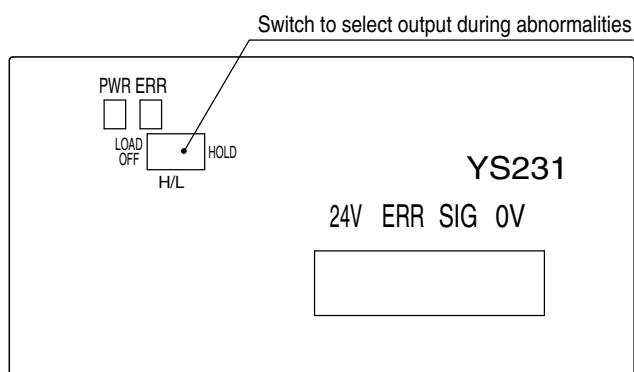 Switch to select output during abnormalities
PWR ERR
LOAD
OFF
HOLD
H/L
YS231
24V ERR SIG 0V